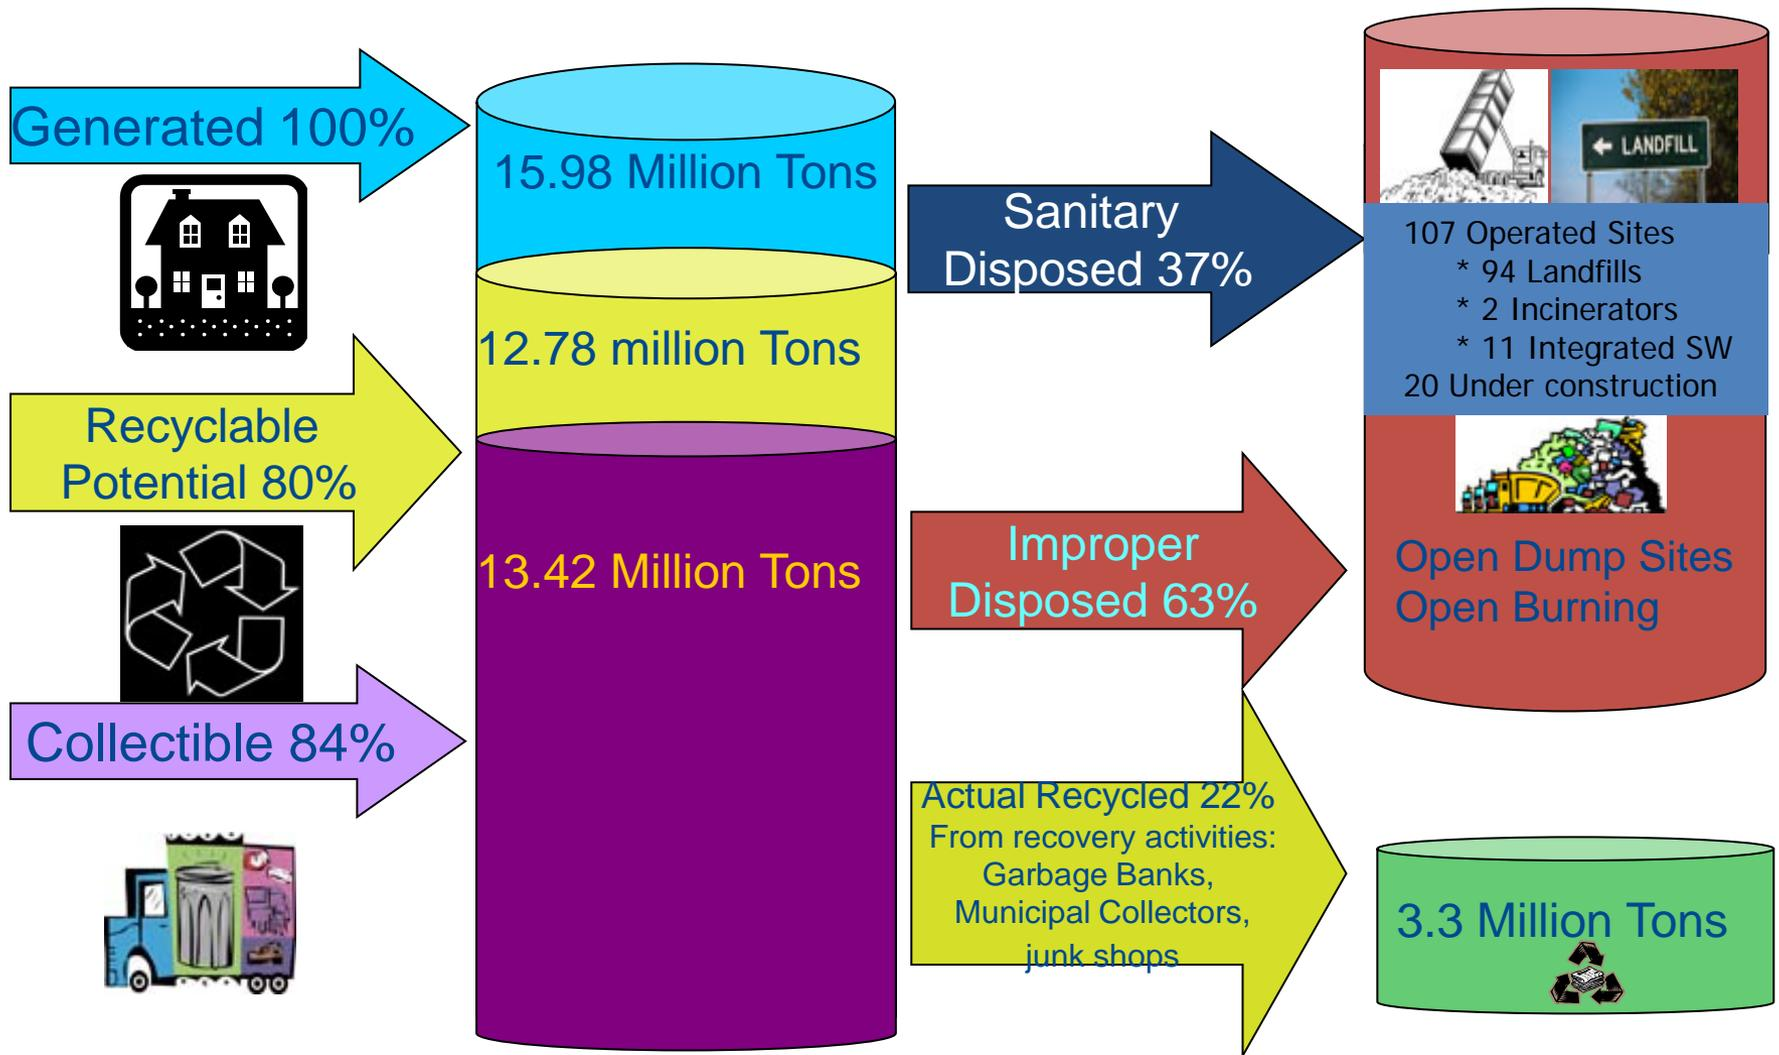 Generated 100%
15.98 Million Tons
Recyclable
Potential 80%
12.78 million Tons
Collectible 84%
13.42 Million Tons
Sanitary
Disposed 37%
← LANDFILL
107 Operated Sites
* 94 Landfills
* 2 Incinerators
* 11 Integrated SW
20 Under construction
Improper
Disposed 63%
Open Dump Sites
Open Burning
Actual Recycled 22%
From recovery activities:
Garbage Banks,
Municipal Collectors,
junk shops
3.3 Million Tons